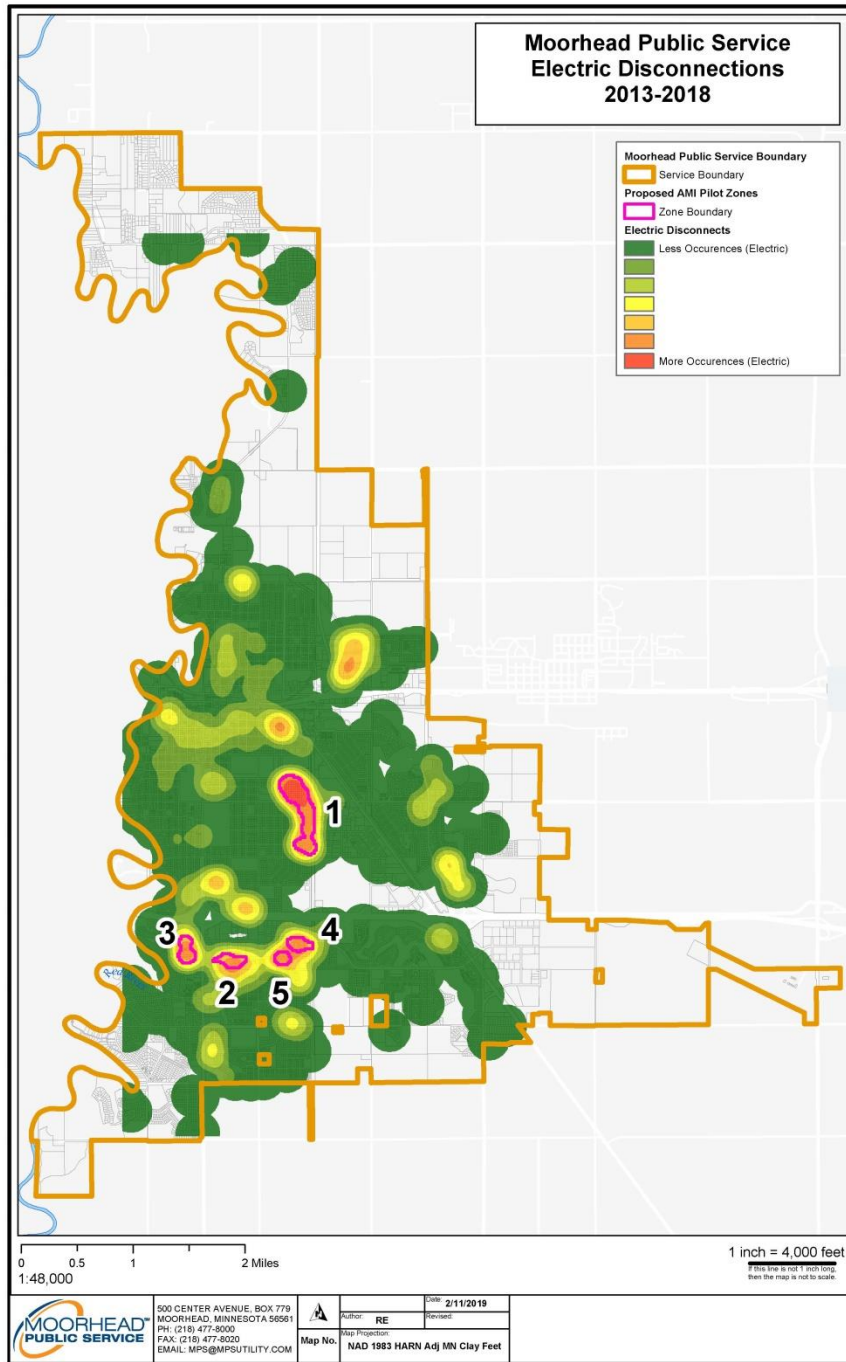 Moorhead Public Service
Electric Disconnections
2013-2018
Moorhead Public Service Boundary
Service Boundary
Proposed AMI Pilot Zones
Zone Boundary
Electric Disconnects
Less Occurences (Electric)
More Occurences (Electric)
1
3
4
2
5
0 0.5 1 2 Miles
1:48,000
1 inch = 4,000 feet
If this line is not 1 inch long,
then the map is not to scale.
MOORHEAD™
PUBLIC SERVICE
500 CENTER AVENUE, BOX 779
MOORHEAD, MINNESOTA 56561
PH: (218) 477-8000
FAX: (218) 477-8020
EMAIL: MPS@MPSUTILITY.COM
Map No.
Author: RE
Date: 2/11/2019
Revised:
Map Projection:
NAD 1983 HARN Adj MN Clay Feet